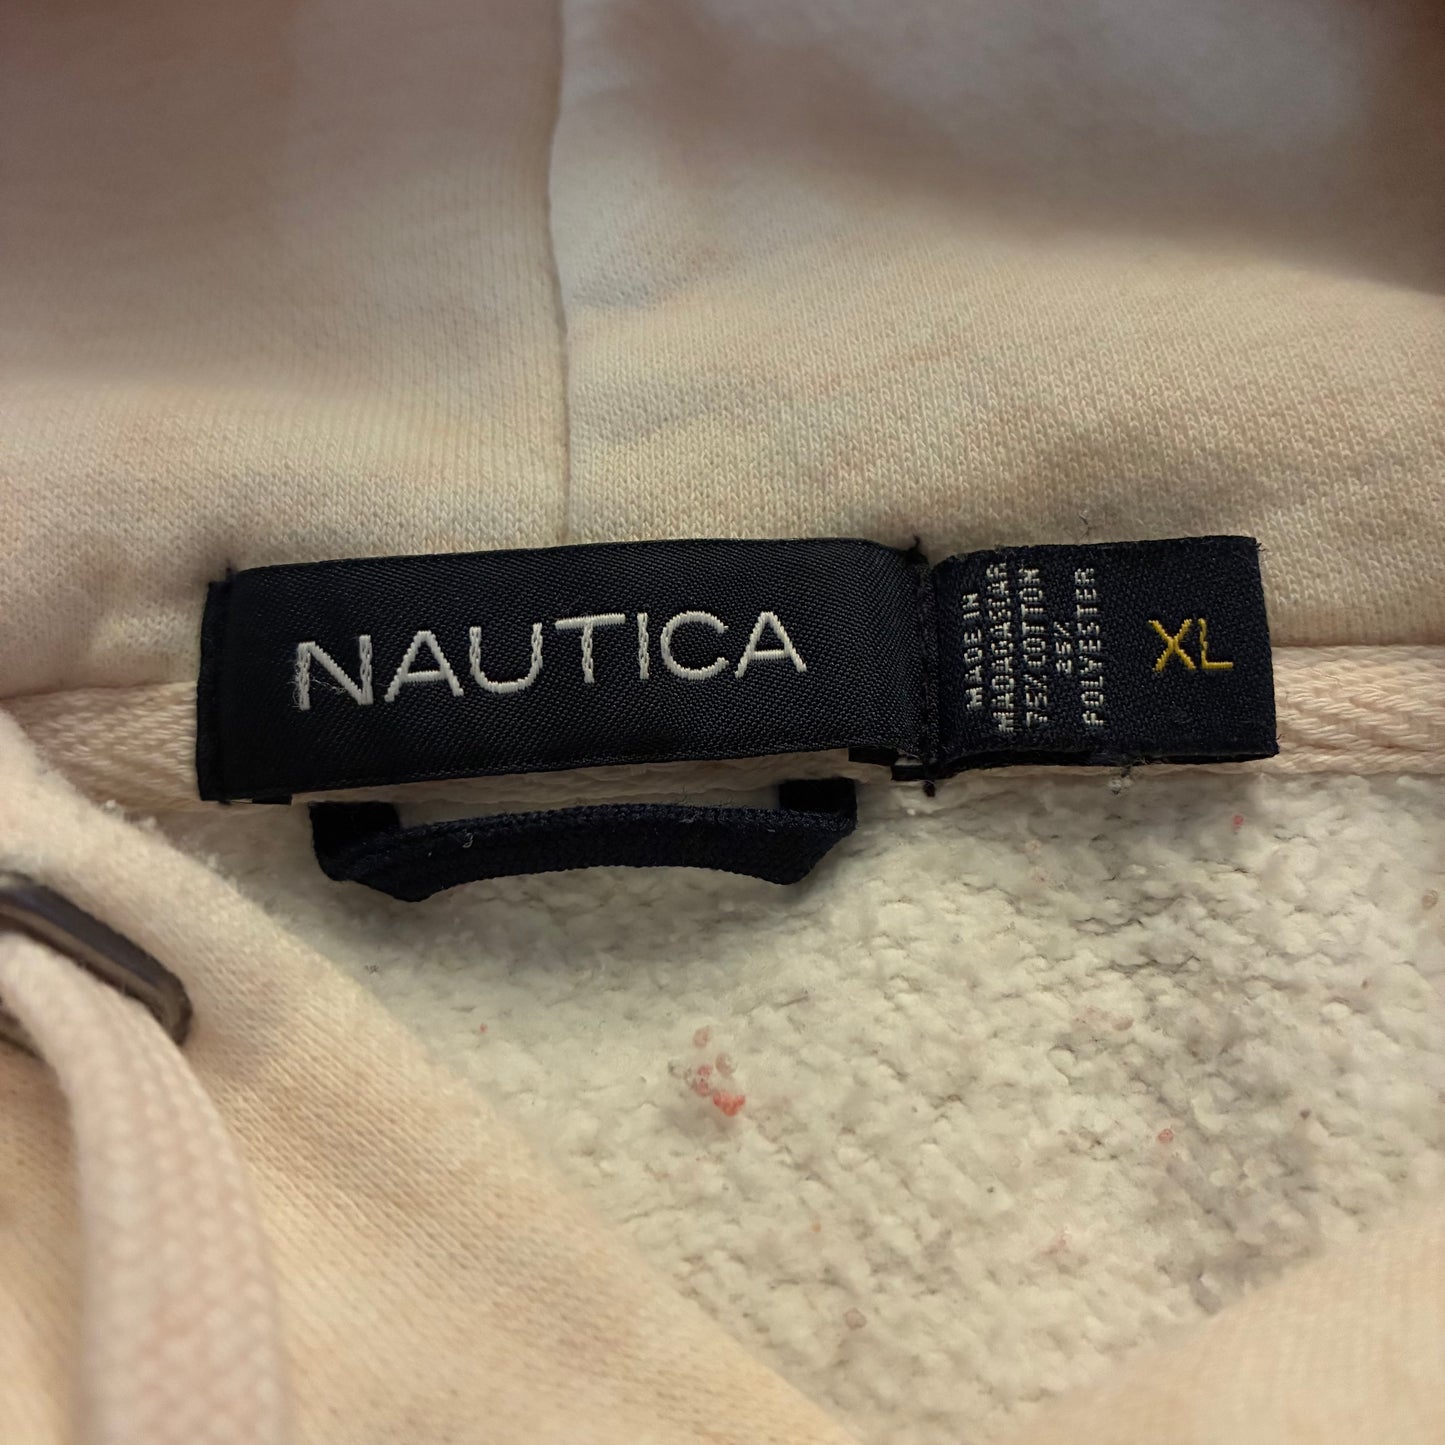 NAUTICA
MADE IN
MADAGASCAR
75% COTTON
25%
POLYESTER
XL